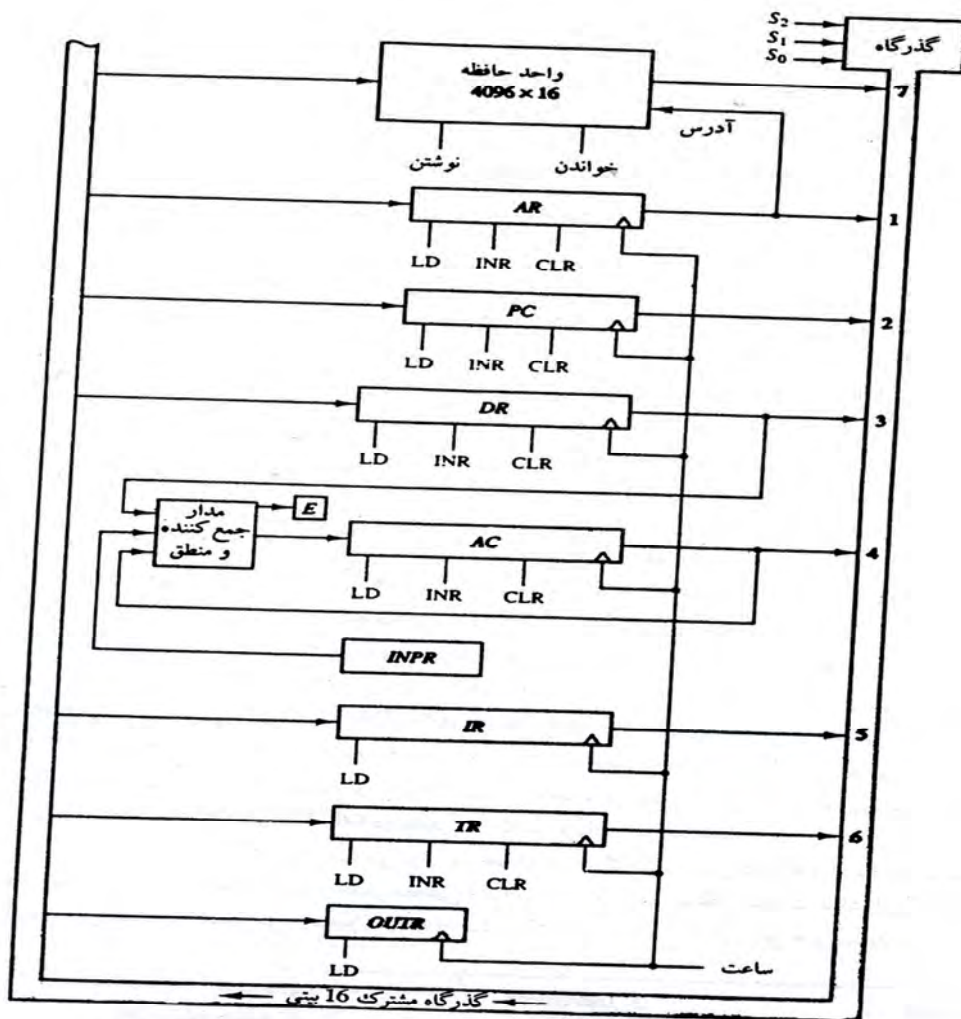 S2
S1
S0
گذرگاه
واحد حافظه
4096 × 16
7
آدرس
نوشتن
خواندن
AR
1
LD INR CLR
PC
2
LD INR CLR
DR
3
LD INR CLR
مدار
جمع کننده
و منطق
E
AC
4
LD INR CLR
INPR
IR
5
LD
TR
6
LD INR CLR
OUTR
LD
ساعت
گذرگاه مشترک 16 بیتی